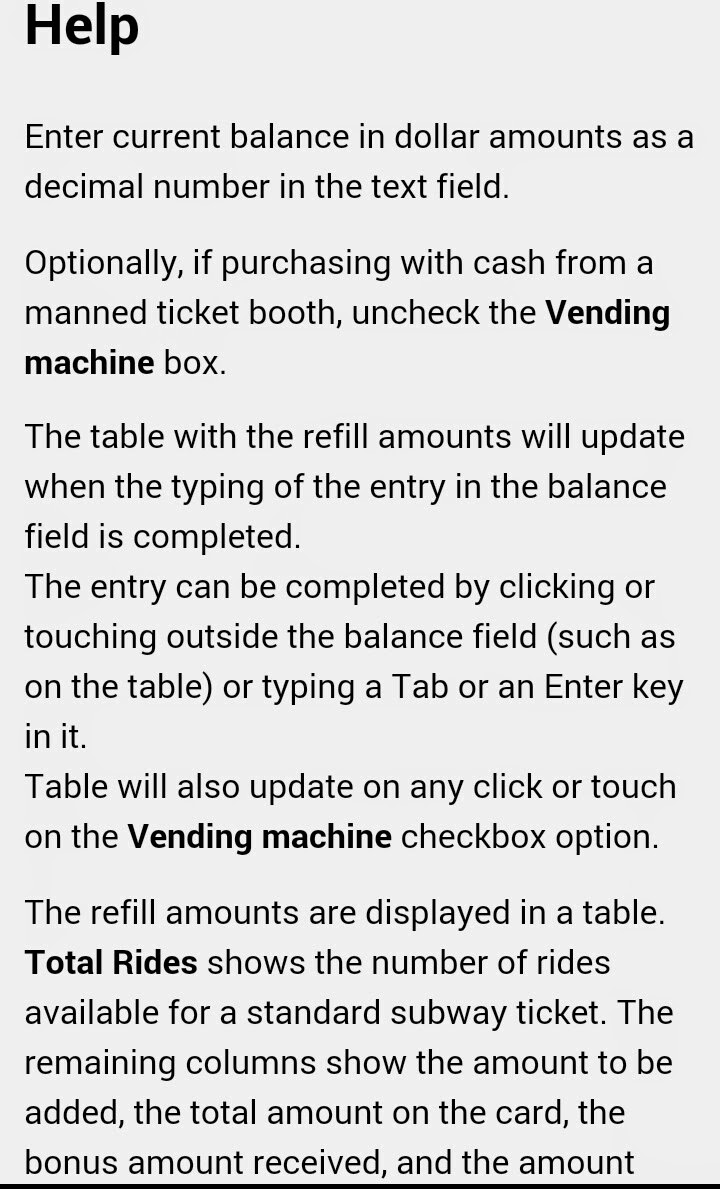 Help
Enter current balance in dollar amounts as a
decimal number in the text field.
Optionally, if purchasing with cash from a
manned ticket booth, uncheck the Vending
machine box.
The table with the refill amounts will update
when the typing of the entry in the balance
field is completed.
The entry can be completed by clicking or
touching outside the balance field (such as
on the table) or typing a Tab or an Enter key
in it.
Table will also update on any click or touch
on the Vending machine checkbox option.
The refill amounts are displayed in a table.
Total Rides shows the number of rides
available for a standard subway ticket. The
remaining columns show the amount to be
added, the total amount on the card, the
bonus amount received, and the amount